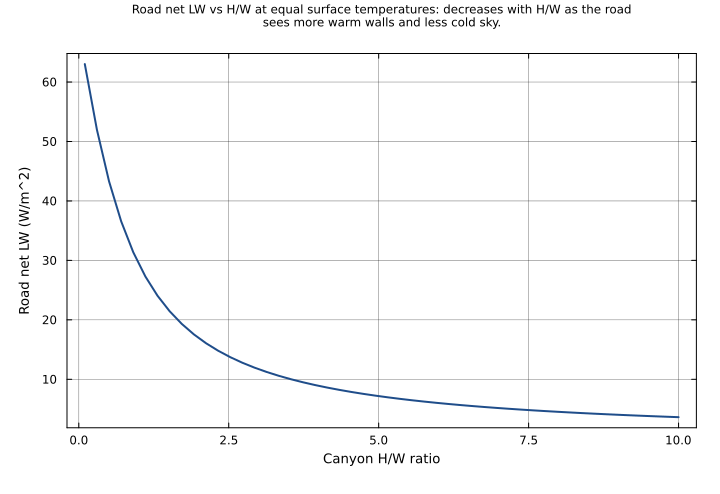 Road net LW vs H/W at equal surface temperatures: decreases with H/W as the road
sees more warm walls and less cold sky.
Road net LW (W/m^2)
60
50
40
30
20
10
0.0
2.5
5.0
7.5
10.0
Canyon H/W ratio